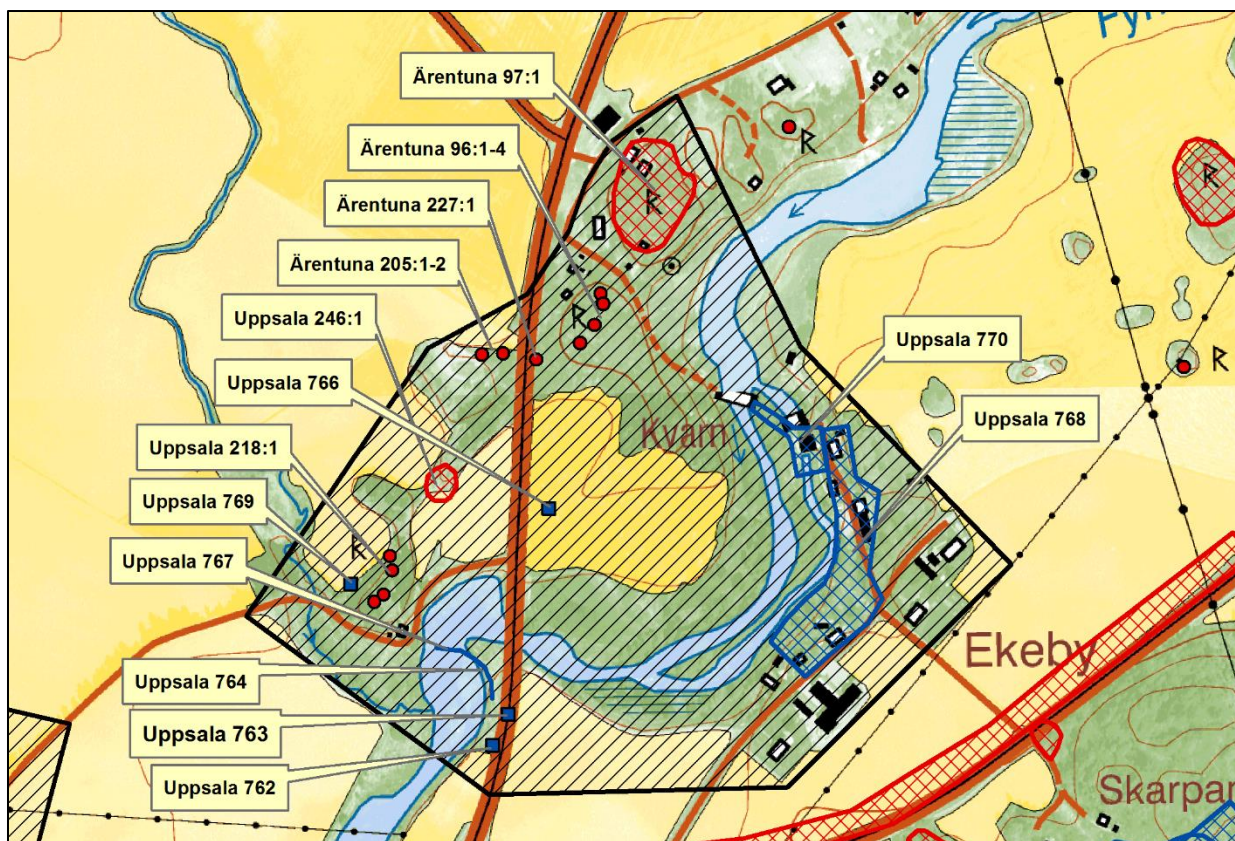 Ärentuna 97:1
Ärentuna 96:1-4
Ärentuna 227:1
Ärentuna 205:1-2
Uppsala 246:1
Uppsala 766
Uppsala 218:1
Uppsala 769
Uppsala 767
Uppsala 764
Uppsala 763
Uppsala 762
Uppsala 770
Uppsala 768
Kvarn
Ekeby
Skarpan
R
R
R
R
R
R